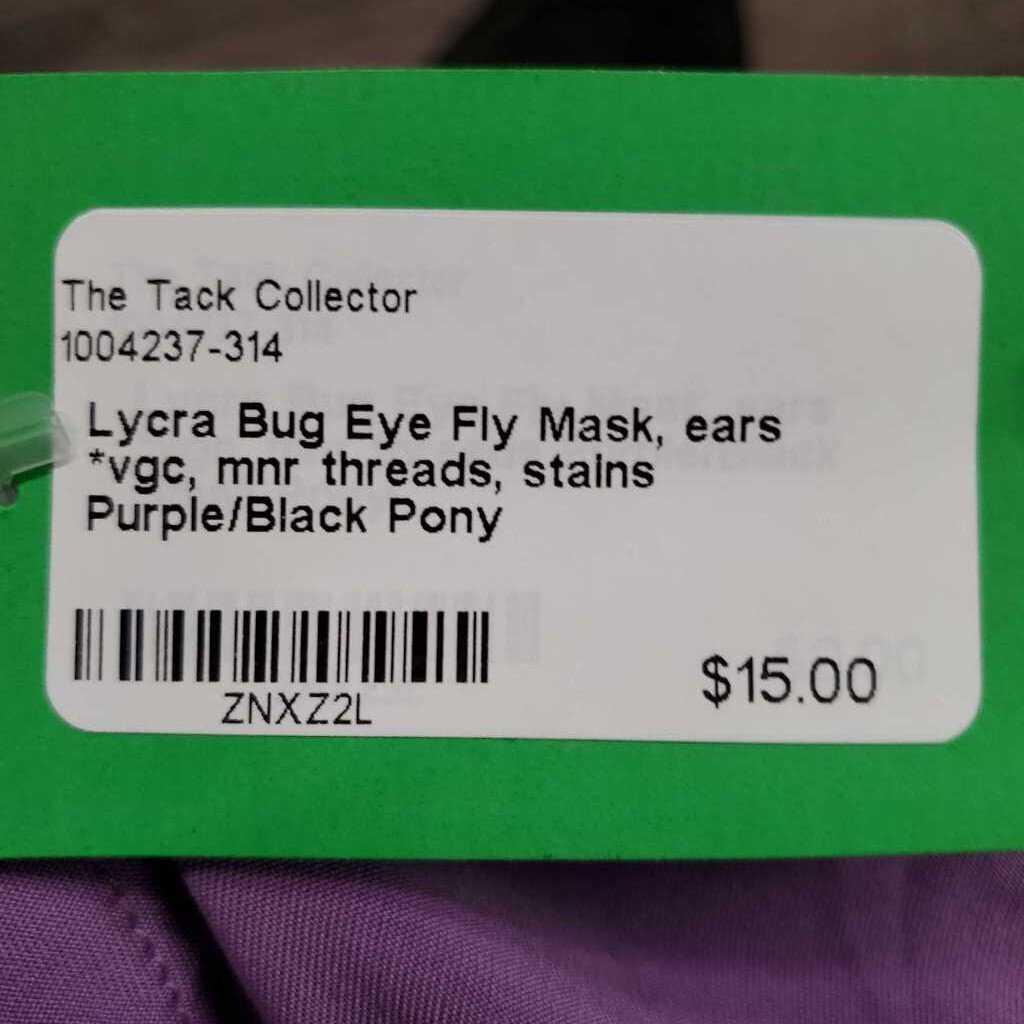 The Tack Collector
1004237-314
Lycra Bug Eye Fly Mask, ears
*vgc, mnr threads, stains
Purple/Black Pony
ZNXZ2L
$15.00